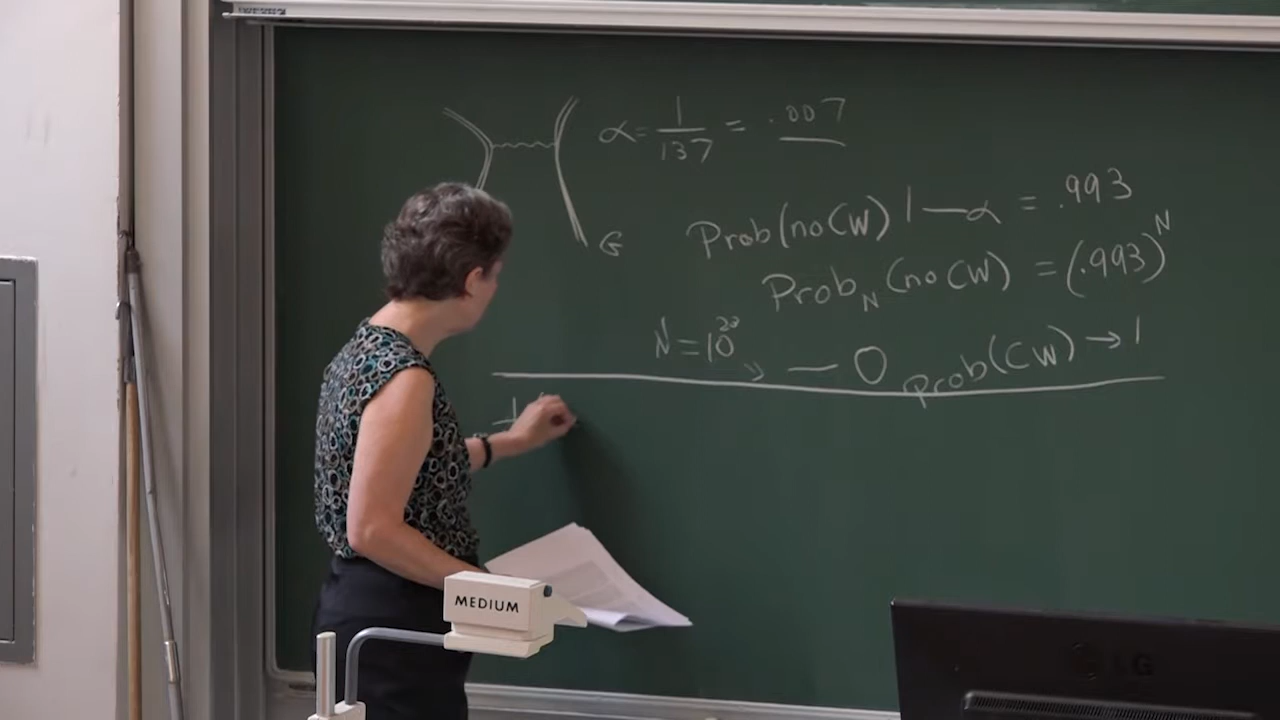 α = 1/137 = .007
G
Prob(no CW) 1 — α = .993
Prob_N (no CW) = (.993)^N
N = 10^23 → — 0 prob(CW) → 1
MEDIUM
LG